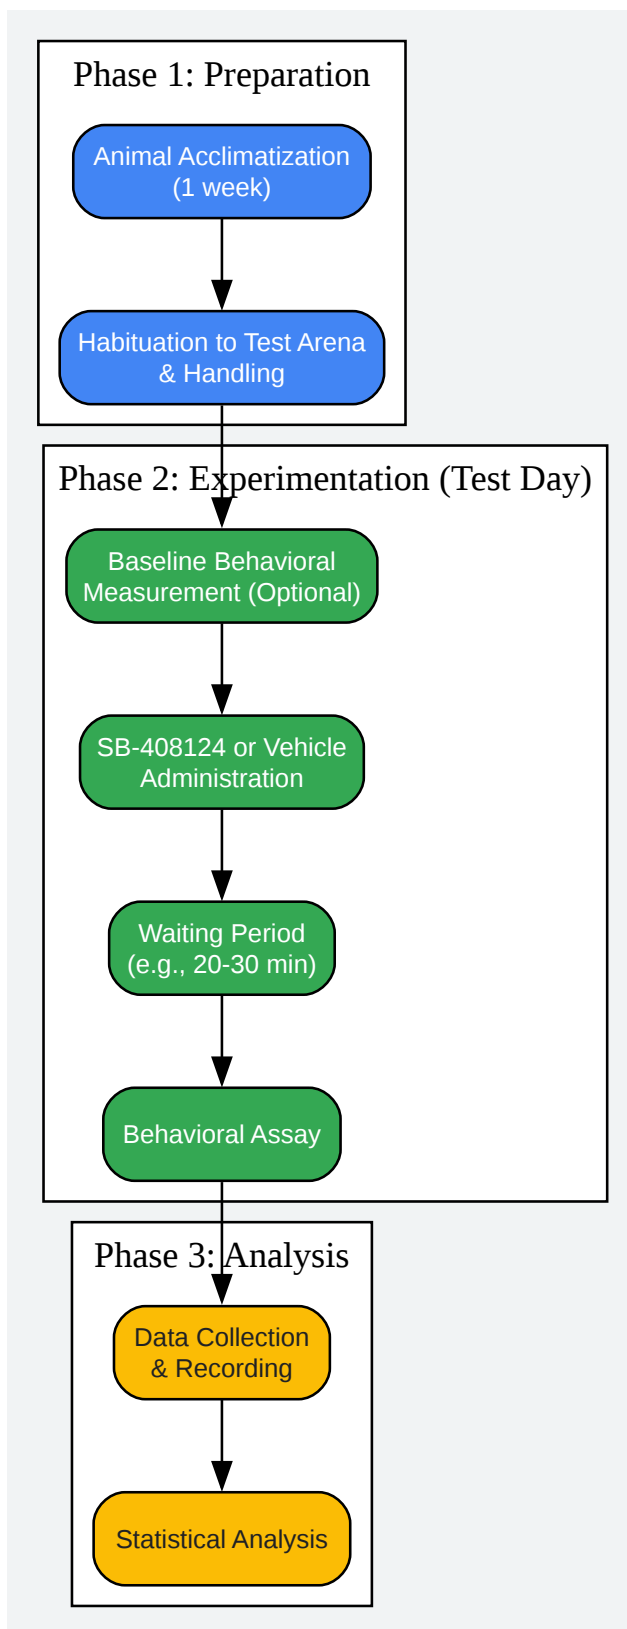 Phase 1: Preparation
Animal Acclimatization
(1 week)
Habituation to Test Arena
& Handling
Phase 2: Experimentation (Test Day)
Baseline Behavioral
Measurement (Optional)
SB-408124 or Vehicle
Administration
Waiting Period
(e.g., 20-30 min)
Behavioral Assay
Phase 3: Analysis
Data Collection
& Recording
Statistical Analysis